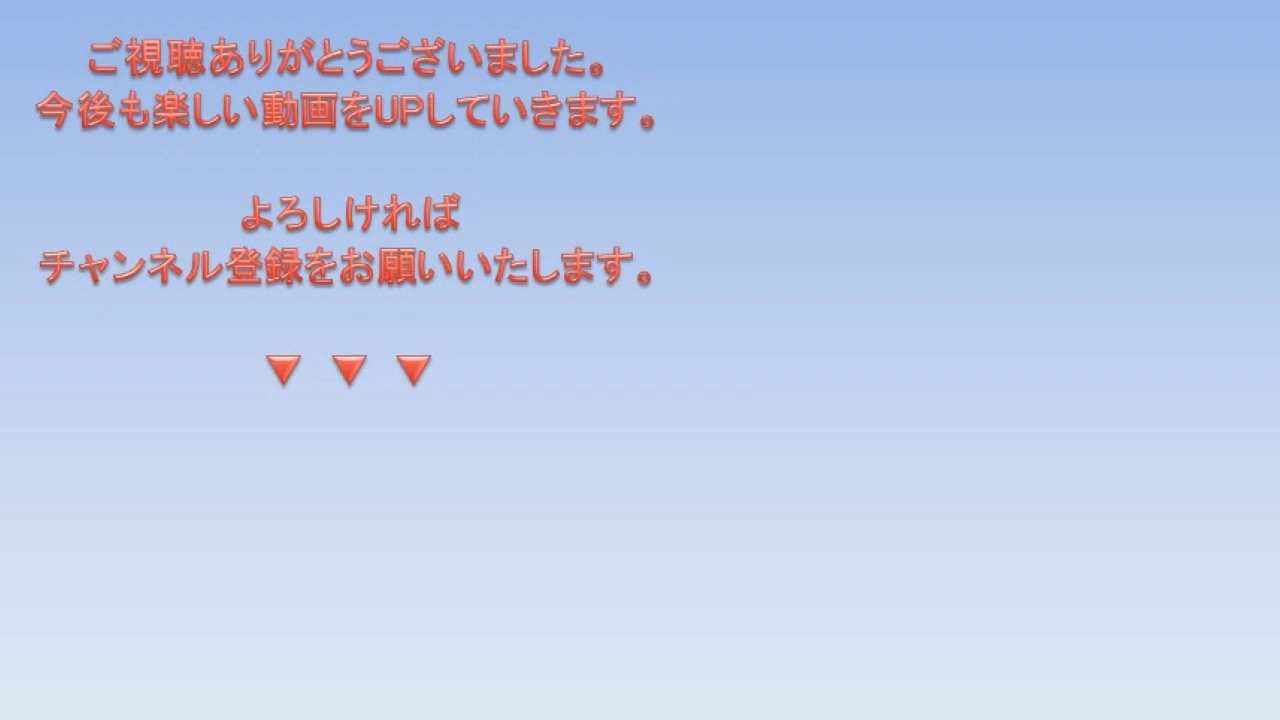 ご視聴ありがとうございました。
今後も楽しい動画をUPしていきます。
よろしければ
チャンネル登録をお願いいたします。
▼ ▼ ▼